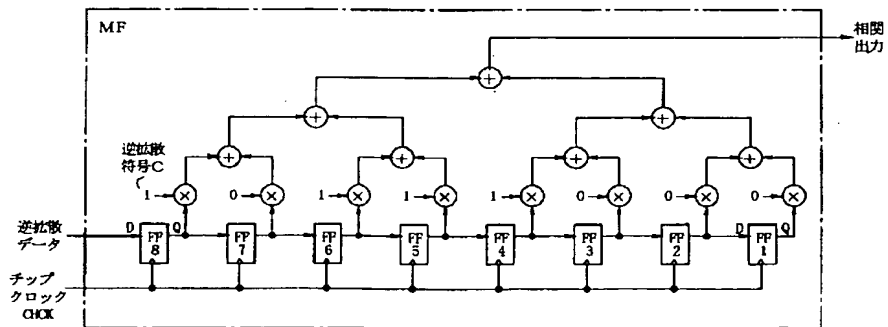 MF
相関
出力
+
+ +
+ + + +
逆拡散
符号C
1 × 0 × 1 × 1 × 1 × 0 × 0 × 0 ×
逆拡散
データ
D Q D Q
FF
8
FF
7
FF
6
FF
5
FF
4
FF
3
FF
2
FF
1
チップ
クロック
CHCK